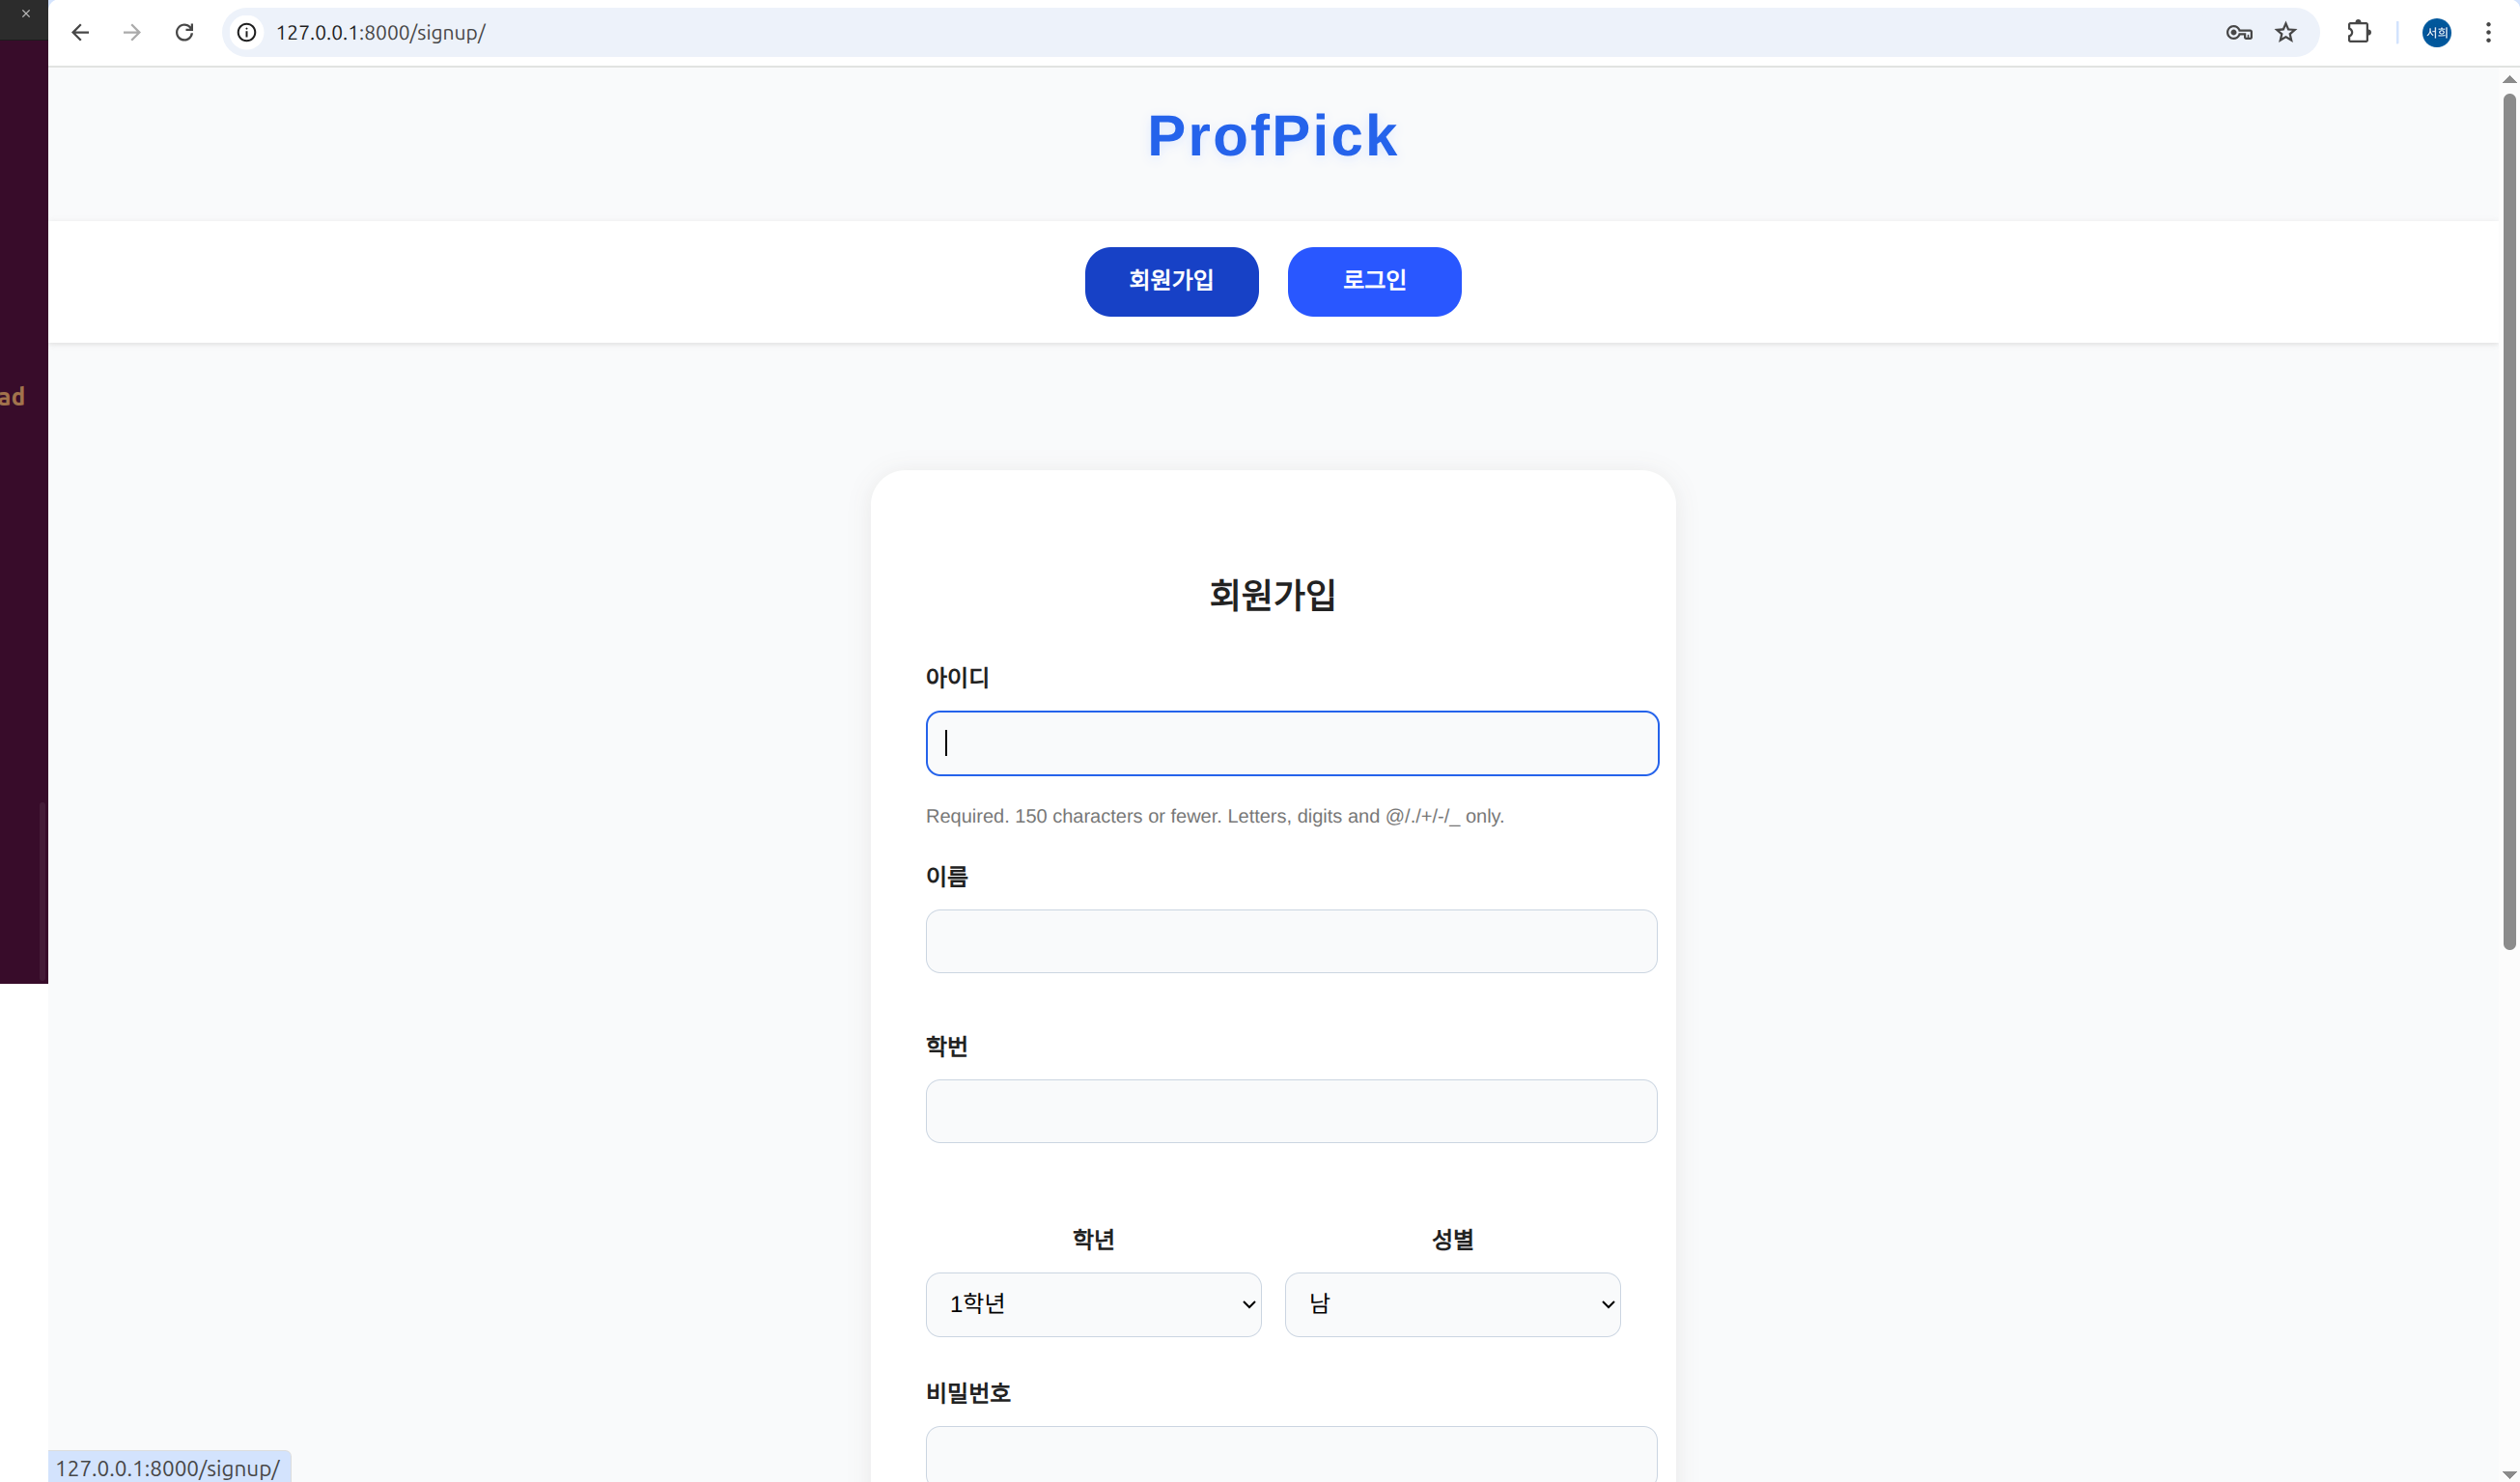 127.0.0.1:8000/signup/
서희
ProfPick
회원가입
로그인
ad
회원가입
아이디
Required. 150 characters or fewer. Letters, digits and @/./+/-/_ only.
이름
학번
학년
성별
1학년
남
비밀번호
127.0.0.1:8000/signup/